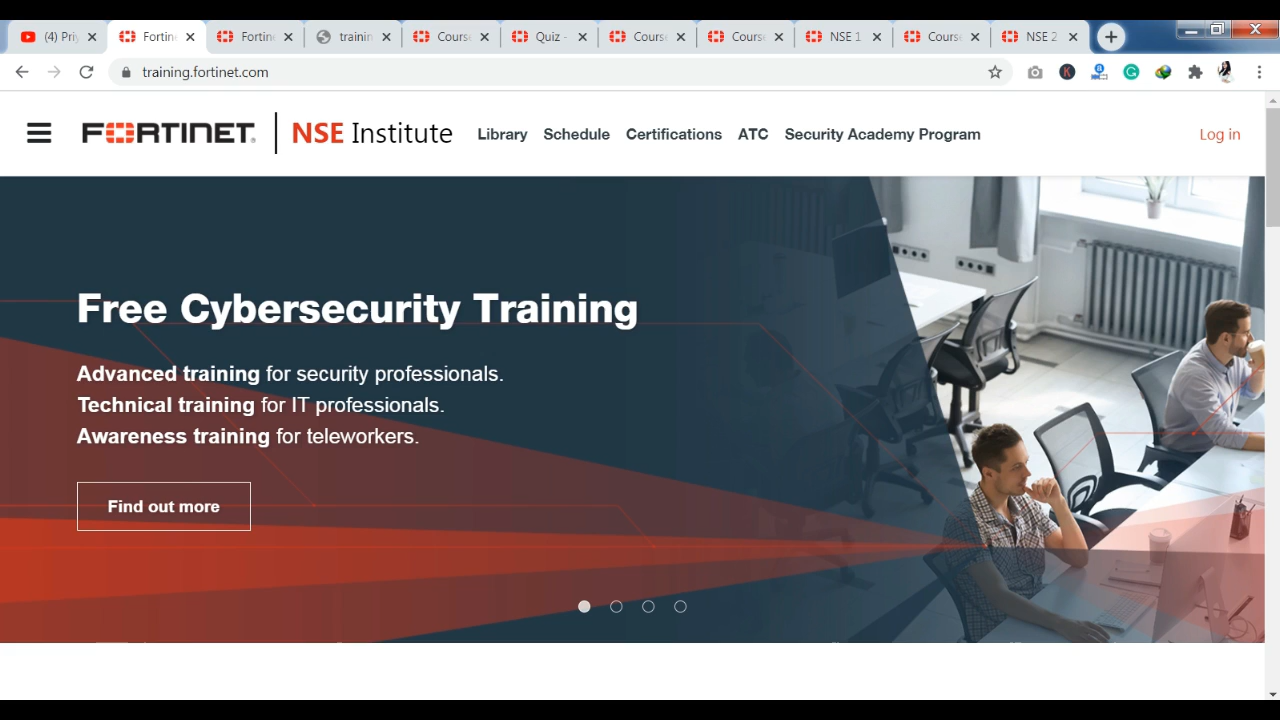 (4) Pri
Fortin
Fortin
trainin
Cours
Quiz -
Cours
Cours
NSE 1
Cours
NSE 2
training.fortinet.com
FORTINET
NSE Institute
Library
Schedule
Certifications
ATC
Security Academy Program
Log in
Free Cybersecurity Training
Advanced training for security professionals.
Technical training for IT professionals.
Awareness training for teleworkers.
Find out more